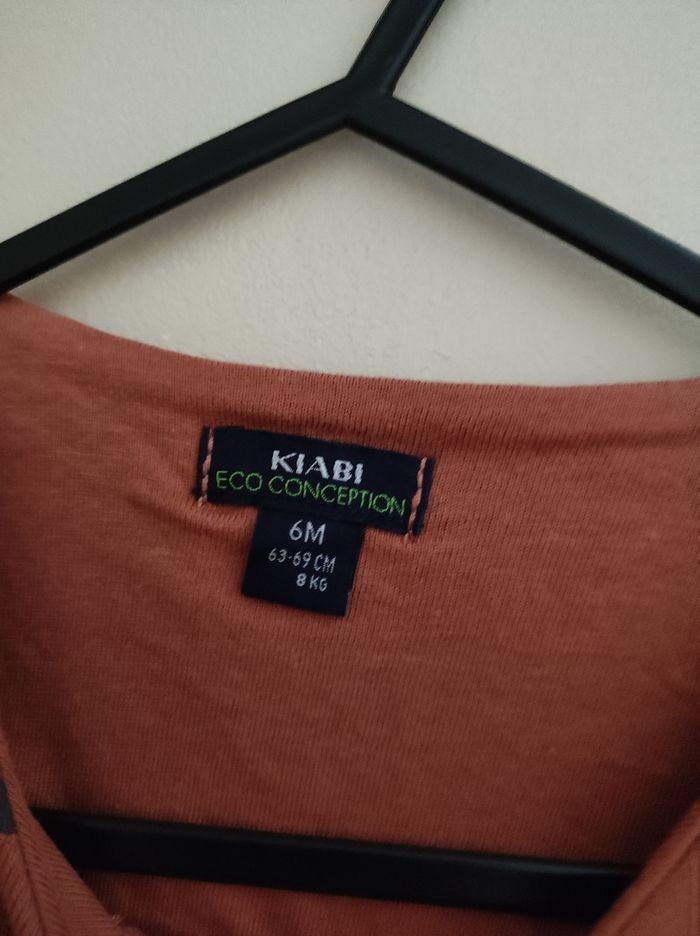 KIABI
ECO CONCEPTION
6M
63-69 CM
8 KG